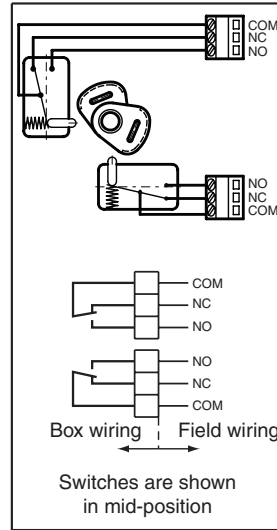 COM
NC
NO
NO
NC
COM
COM
NC
NO
NO
NC
COM
Box wiring Field wiring
Switches are shown
in mid-position